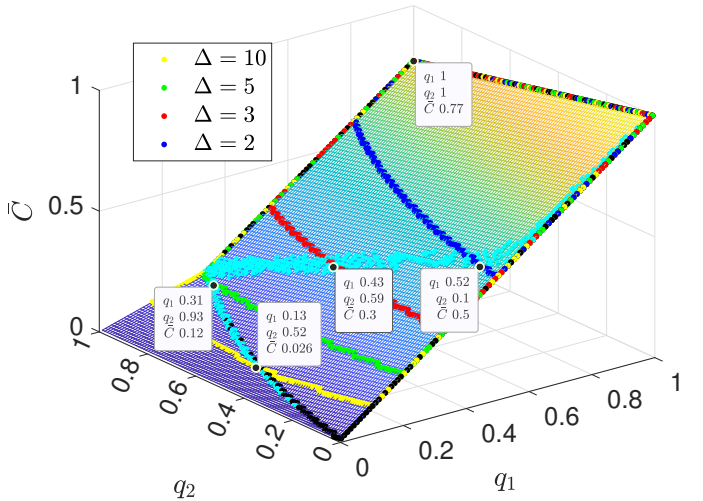 Δ = 10
Δ = 5
Δ = 3
Δ = 2
q₁ 1
q₂ 1
C̄ 0.77
q₁ 0.31
q₂ 0.93
C̄ 0.12
q₁ 0.13
q₂ 0.52
C̄ 0.026
q₁ 0.43
q₂ 0.59
C̄ 0.3
q₁ 0.52
q₂ 0.1
C̄ 0.5
1
0.5
0
C̄
1
0.8
0.6
0.4
0.2
0
q₂
0
0.2
0.4
0.6
0.8
1
q₁